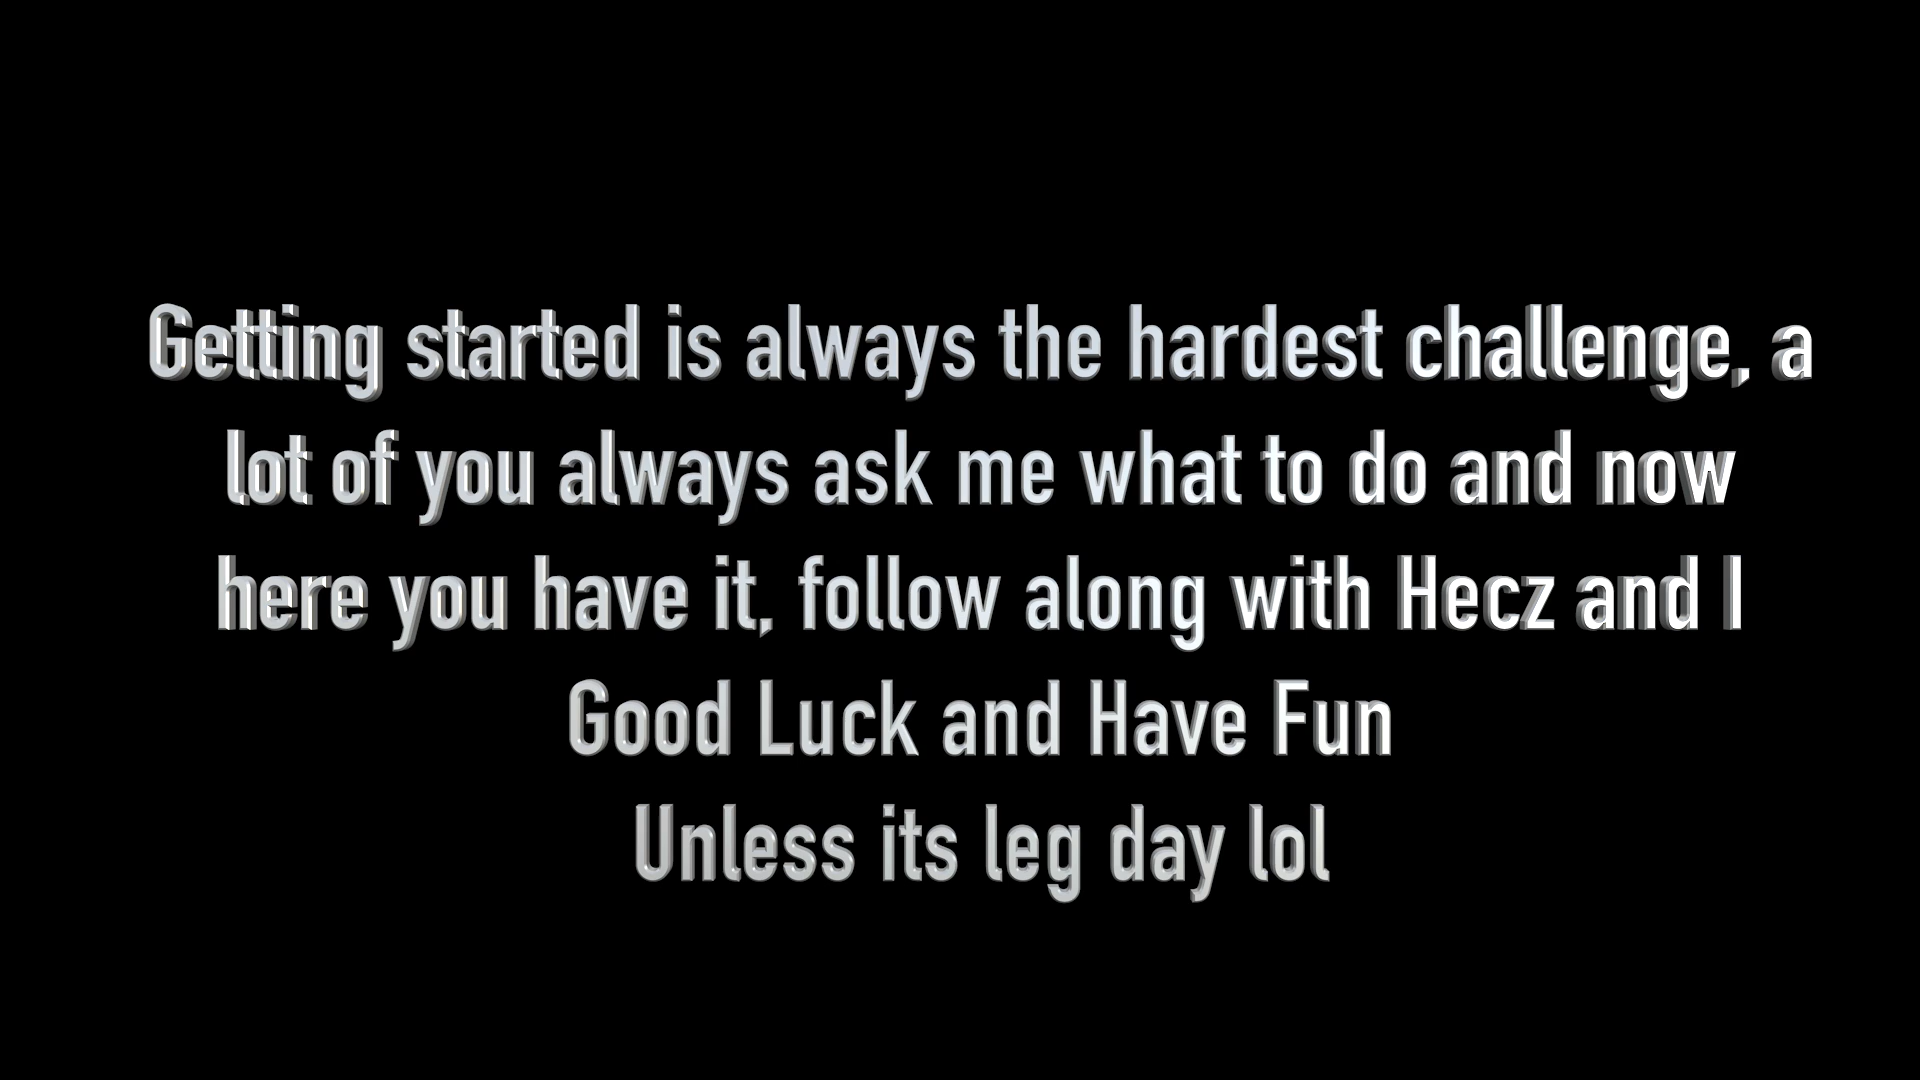 Getting started is always the hardest challenge, a
lot of you always ask me what to do and now
here you have it, follow along with Hecz and I
Good Luck and Have Fun
Unless its leg day lol